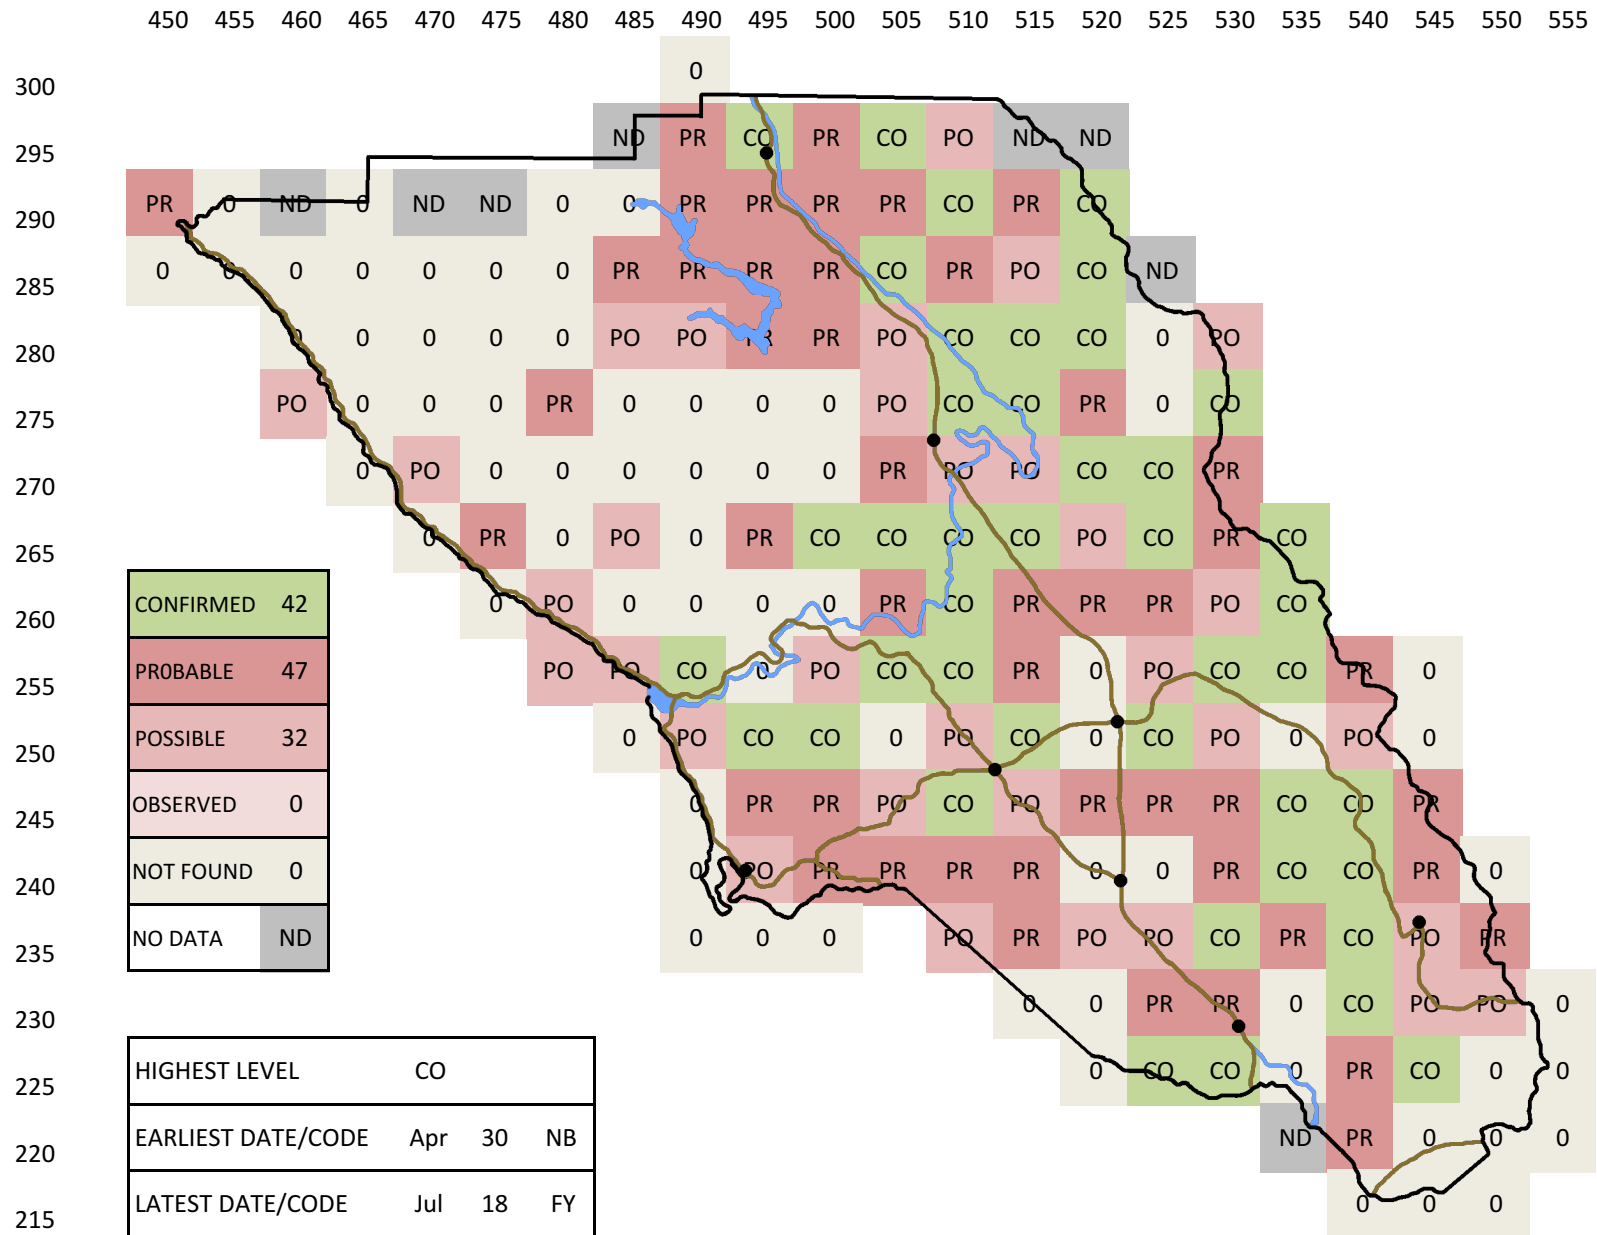 450 455 460 465 470 475 480 485 490 495 500 505 510 515 520 525 530 535 540 545 550 555
300 0
295 ND PR CO PR CO PO ND ND
290 PR 0 ND 0 ND ND 0 0 PR PR PR PR CO PR CO
285 0 0 0 0 0 0 0 PR PR PR PR CO PR PO CO ND
280 0 0 0 0 0 PO PO PR PR PO CO CO CO 0 PO
275 PO 0 0 0 PR 0 0 0 0 PO CO CO PR 0 CO
270 0 PO 0 0 0 0 0 0 PR PO PO CO CO PR
265 0 PR 0 PO 0 PR CO CO CO CO PO CO PR CO
260 0 PO 0 0 0 0 PR CO PR PR PR PO CO
255 PO PO CO 0 PO CO CO PR 0 PO CO CO PR 0
250 0 PO CO CO 0 PO CO 0 CO PO 0 PO 0
245 0 PR PR PO CO PO PR PR PR CO CO PR
240 0 PO PR PR PR PR 0 0 PR CO CO PR 0
235 0 0 0 PO PR PO PO CO PR CO PO PR
230 0 0 PR PR 0 CO PO PO 0
225 0 CO CO 0 PR CO 0 0
220 ND PR 0 0 0
215 0 0 0
CONFIRMED 42
PR0BABLE 47
POSSIBLE 32
OBSERVED 0
NOT FOUND 0
NO DATA ND
HIGHEST LEVEL CO
EARLIEST DATE/CODE Apr 30 NB
LATEST DATE/CODE Jul 18 FY